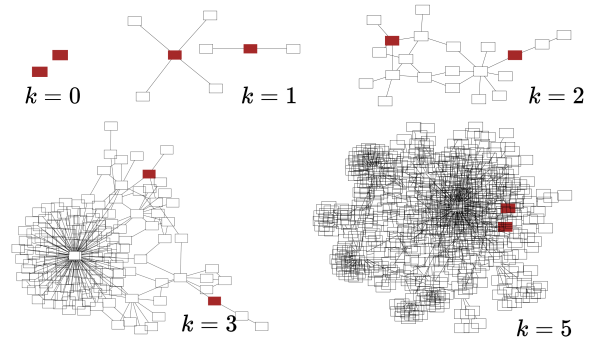 k = 0
k = 1
k = 2
k = 3
k = 5